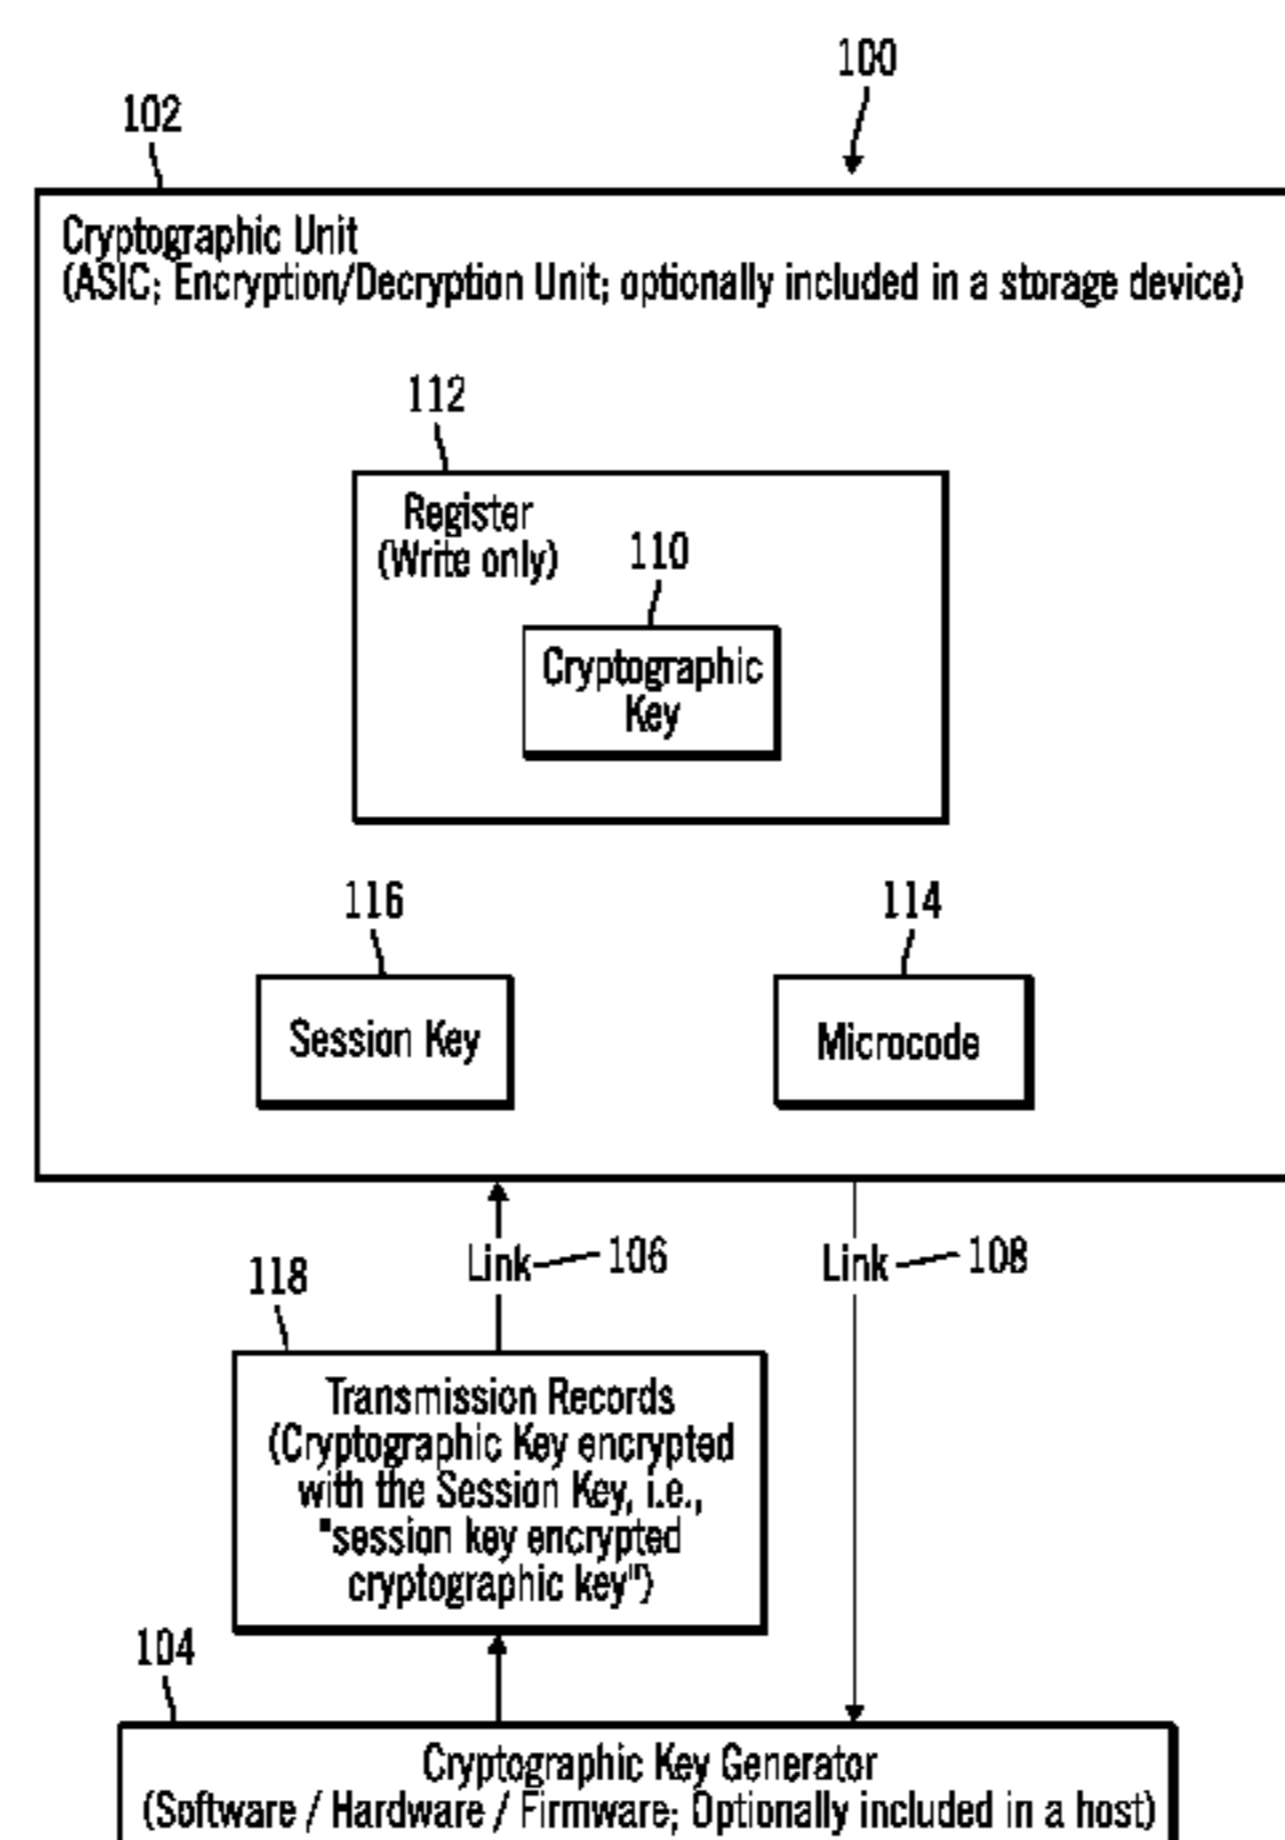 100
102
Cryptographic Unit
(ASIC; Encryption/Decryption Unit; optionally included in a storage device)
112
Register
(Write only)
110
Cryptographic
Key
116
114
Session Key
Microcode
Link
106
Link
108
118
Transmission Records
(Cryptographic Key encrypted
with the Session Key, i.e.,
"session key encrypted
cryptographic key")
104
Cryptographic Key Generator
(Software / Hardware / Firmware; Optionally included in a host)